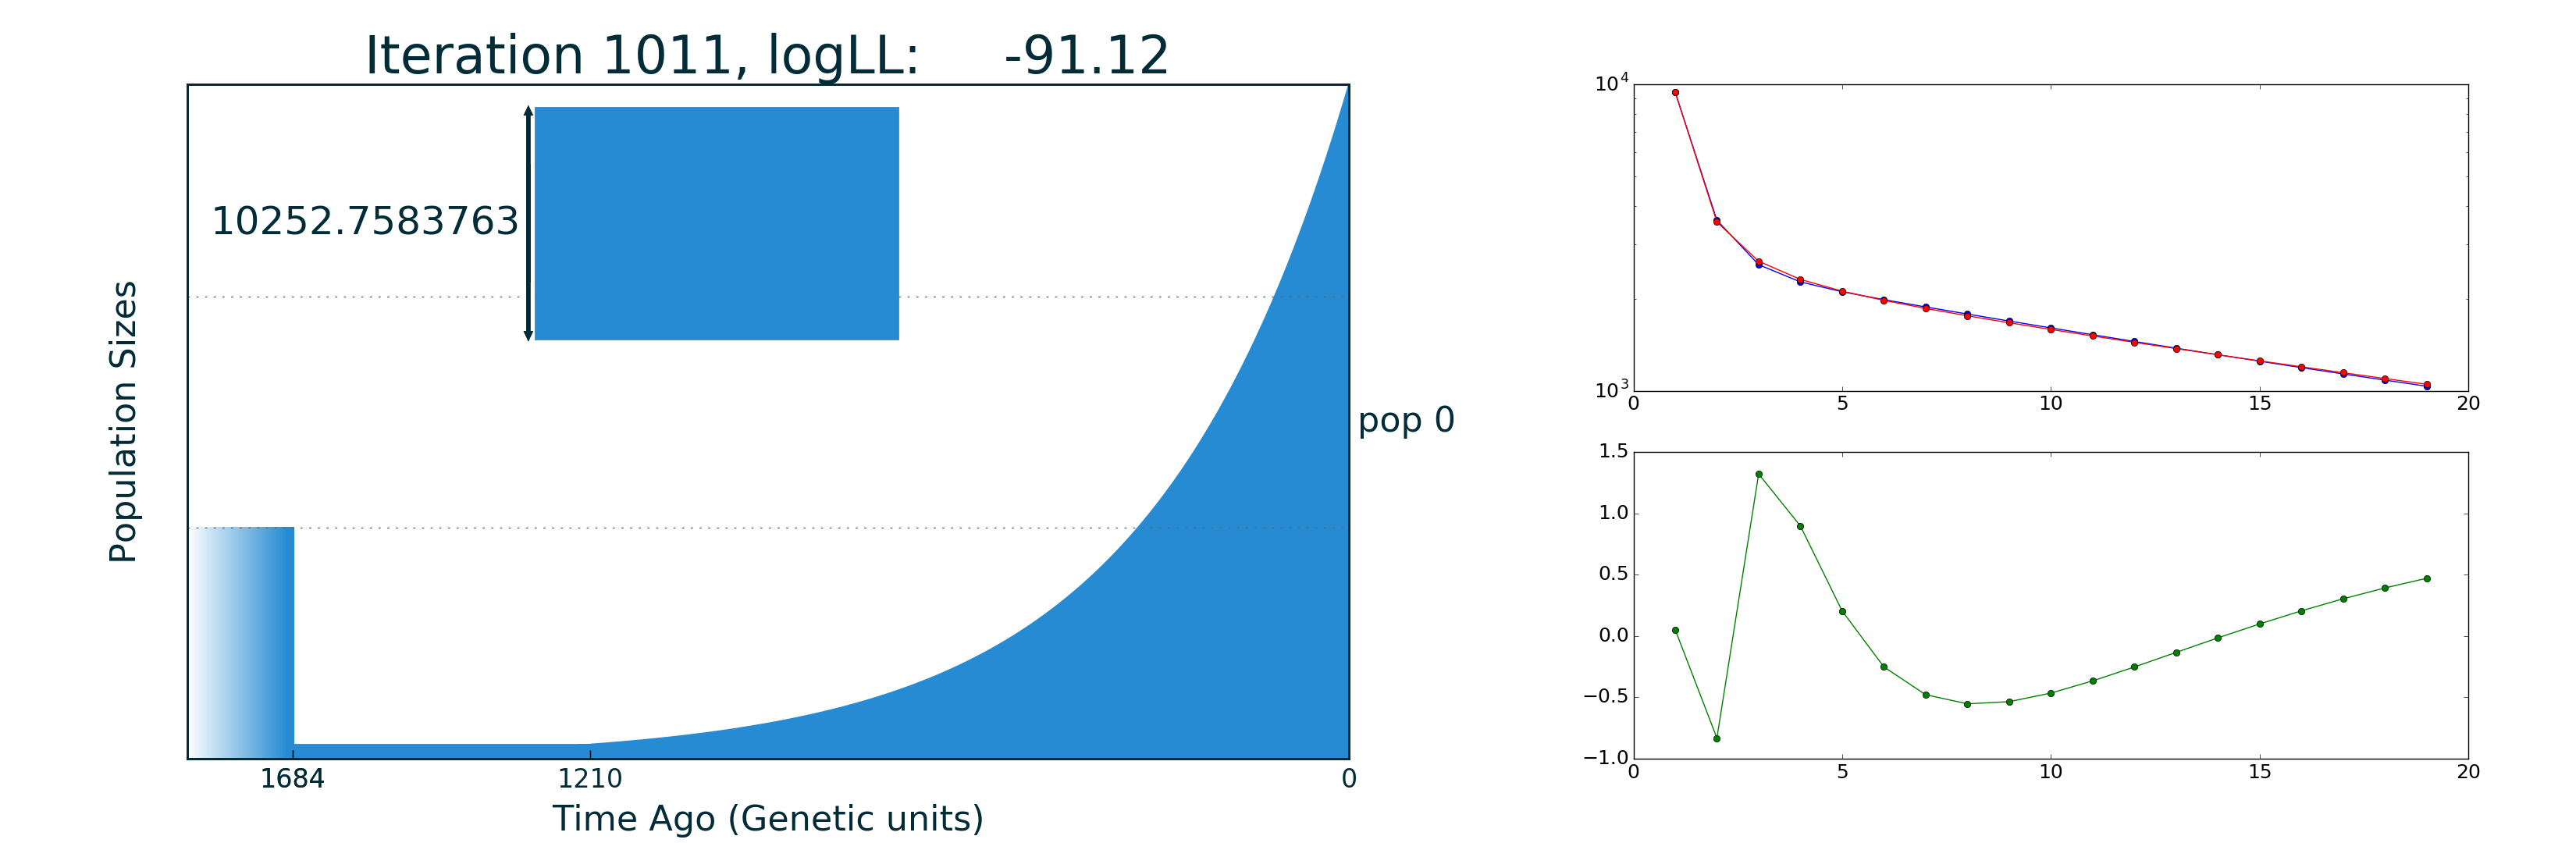 Iteration 1011, logLL: -91.12
10252.7583763
Population Sizes
pop 0
1684 1210 0
Time Ago (Genetic units)
10^4
10^3
0 5 10 15 20
1.5
1.0
0.5
0.0
−0.5
−1.0
0 5 10 15 20